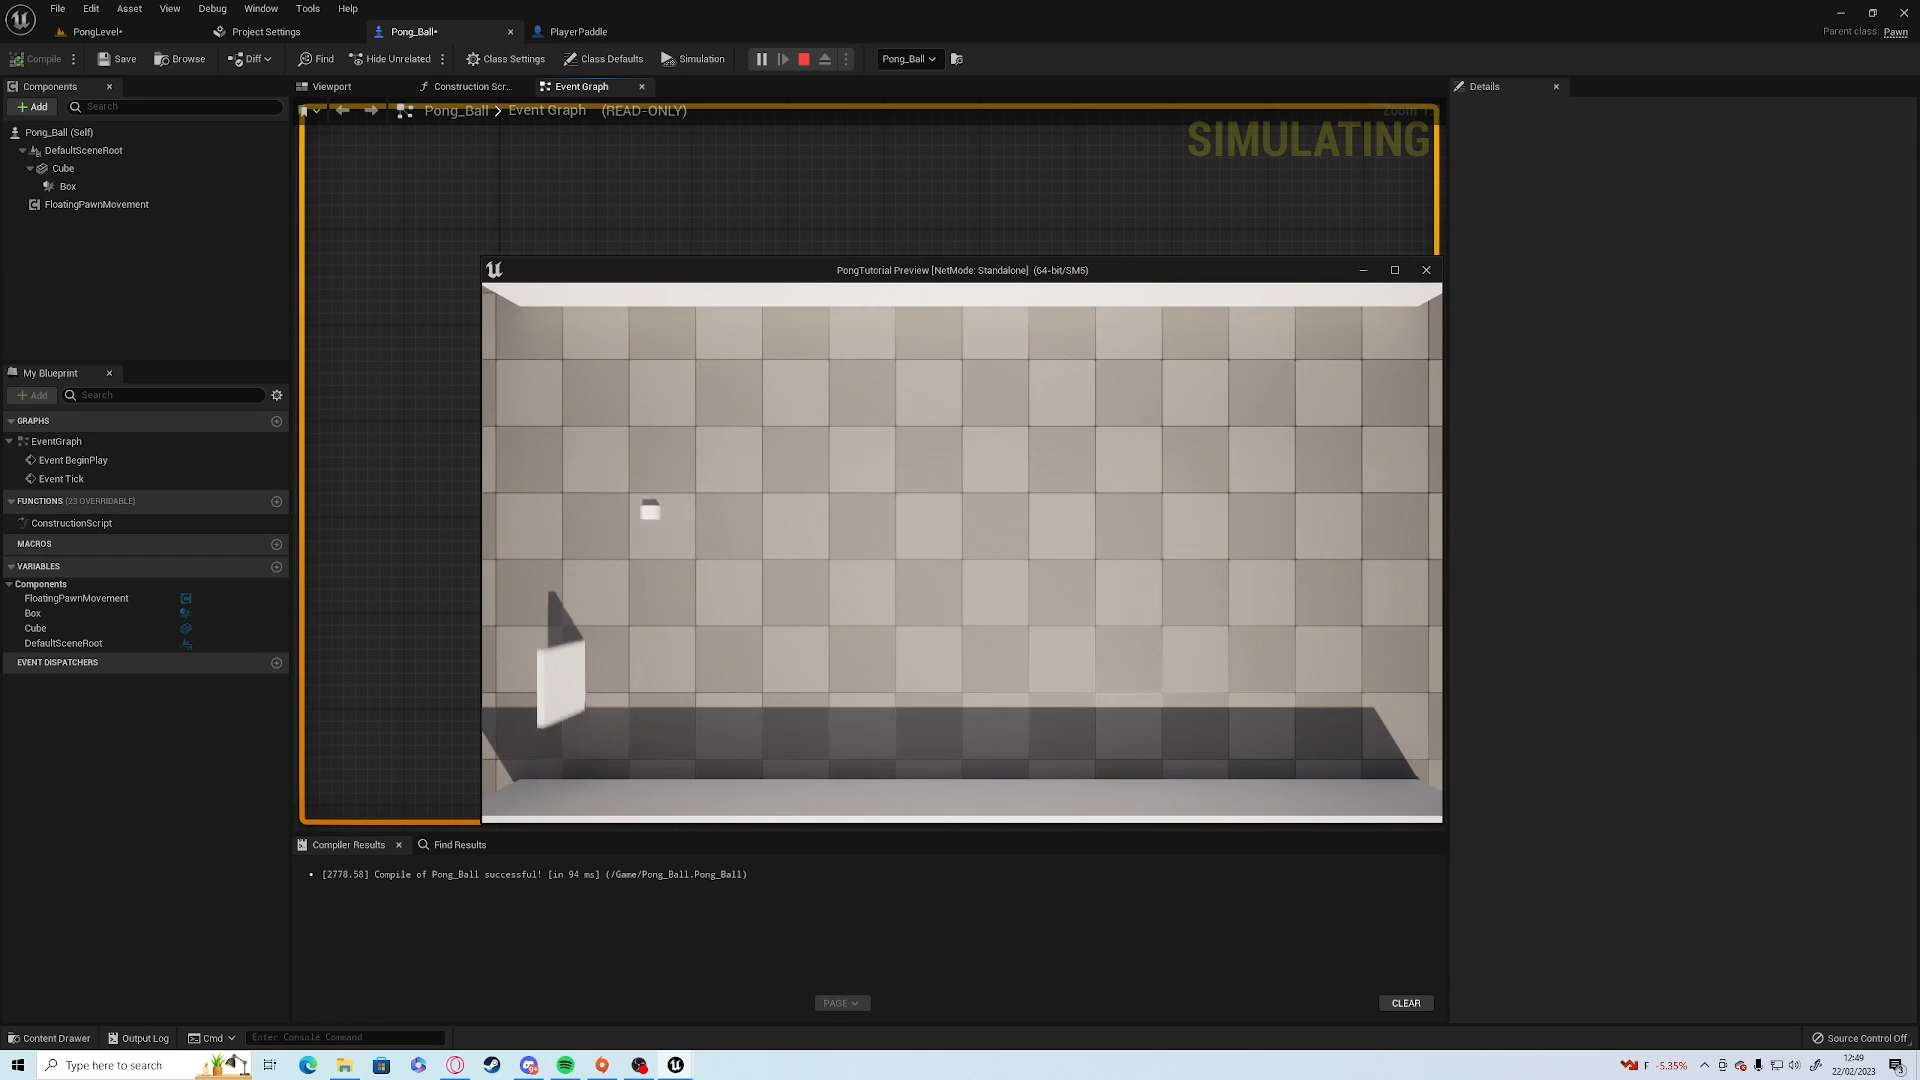 File Edit Asset View Debug Window Tools Help
PongLevel• Project Settings Pong_Ball• PlayerPaddle
Parent class: Pawn
Compile Save Browse Diff Find Hide Unrelated Class Settings Class Defaults Simulation Pong_Ball
Components Viewport Construction Scr... Event Graph Details
Add Search
Pong_Ball > Event Graph (READ-ONLY)
SIMULATING
Pong_Ball (Self)
DefaultSceneRoot
Cube
Box
FloatingPawnMovement
PongTutorial Preview [NetMode: Standalone] (64-bit/SM5)
My Blueprint
Add Search
GRAPHS
EventGraph
Event BeginPlay
Event Tick
FUNCTIONS (23 OVERRIDABLE)
ConstructionScript
MACROS
VARIABLES
Components
FloatingPawnMovement
Box
Cube
DefaultSceneRoot
EVENT DISPATCHERS
Compiler Results Find Results
• [2778.58] Compile of Pong_Ball successful! [in 94 ms] (/Game/Pong_Ball.Pong_Ball)
PAGE CLEAR
Content Drawer Output Log Cmd Enter Console Command Source Control Off
Type here to search F -5.35% 12:49
22/02/2023